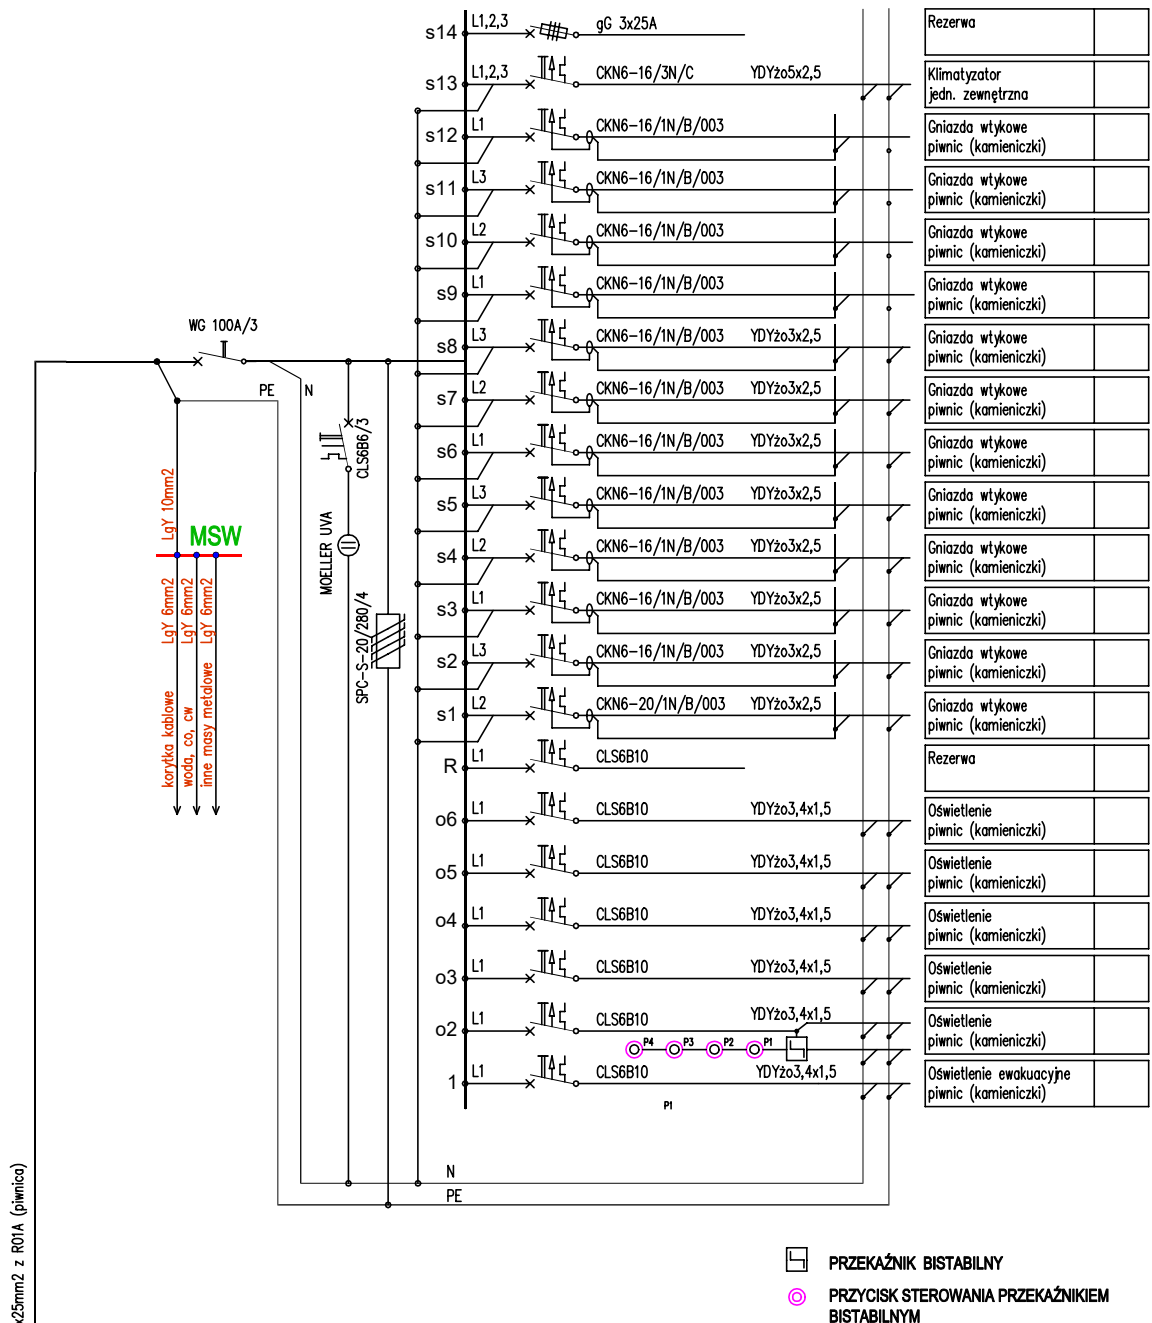 s14 L1,2,3 gG 3x25A Rezerwa
s13 L1,2,3 CKN6-16/3N/C YDYżo5x2,5 Klimatyzator
jedn. zewnętrzna
s12 L1 CKN6-16/1N/B/003 Gniazda wtykowe
piwnic (kamieniczki)
s11 L3 CKN6-16/1N/B/003 Gniazda wtykowe
piwnic (kamieniczki)
s10 L2 CKN6-16/1N/B/003 Gniazda wtykowe
piwnic (kamieniczki)
s9 L1 CKN6-16/1N/B/003 Gniazda wtykowe
piwnic (kamieniczki)
s8 L3 CKN6-16/1N/B/003 YDYżo3x2,5 Gniazda wtykowe
piwnic (kamieniczki)
s7 L2 CKN6-16/1N/B/003 YDYżo3x2,5 Gniazda wtykowe
piwnic (kamieniczki)
s6 L1 CKN6-16/1N/B/003 YDYżo3x2,5 Gniazda wtykowe
piwnic (kamieniczki)
s5 L3 CKN6-16/1N/B/003 YDYżo3x2,5 Gniazda wtykowe
piwnic (kamieniczki)
s4 L2 CKN6-16/1N/B/003 YDYżo3x2,5 Gniazda wtykowe
piwnic (kamieniczki)
s3 L1 CKN6-16/1N/B/003 YDYżo3x2,5 Gniazda wtykowe
piwnic (kamieniczki)
s2 L3 CKN6-16/1N/B/003 YDYżo3x2,5 Gniazda wtykowe
piwnic (kamieniczki)
s1 L2 CKN6-20/1N/B/003 YDYżo3x2,5 Gniazda wtykowe
piwnic (kamieniczki)
R L1 CLS6B10 Rezerwa
o6 L1 CLS6B10 YDYżo3,4x1,5 Oświetlenie
piwnic (kamieniczki)
o5 L1 CLS6B10 YDYżo3,4x1,5 Oświetlenie
piwnic (kamieniczki)
o4 L1 CLS6B10 YDYżo3,4x1,5 Oświetlenie
piwnic (kamieniczki)
o3 L1 CLS6B10 YDYżo3,4x1,5 Oświetlenie
piwnic (kamieniczki)
o2 L1 CLS6B10 YDYżo3,4x1,5 Oświetlenie
piwnic (kamieniczki)
P4 P3 P2 P1
1 L1 CLS6B10 YDYżo3,4x1,5 Oświetlenie ewakuacyjne
piwnic (kamieniczki)
P1
WG 100A/3
PE N
CLS6B6/3
MOELLER UVA
SPC-S-20/280/4
LgY 10mm2
MSW
LgY 6mm2
LgY 6mm2
LgY 6mm2
korytka kablowe
woda, co, cw
inne masy metalowe
N
PE
x25mm2 z R01A (piwnica)
PRZEKAŹNIK BISTABILNY
PRZYCISK STEROWANIA PRZEKAŹNIKIEM
BISTABILNYM